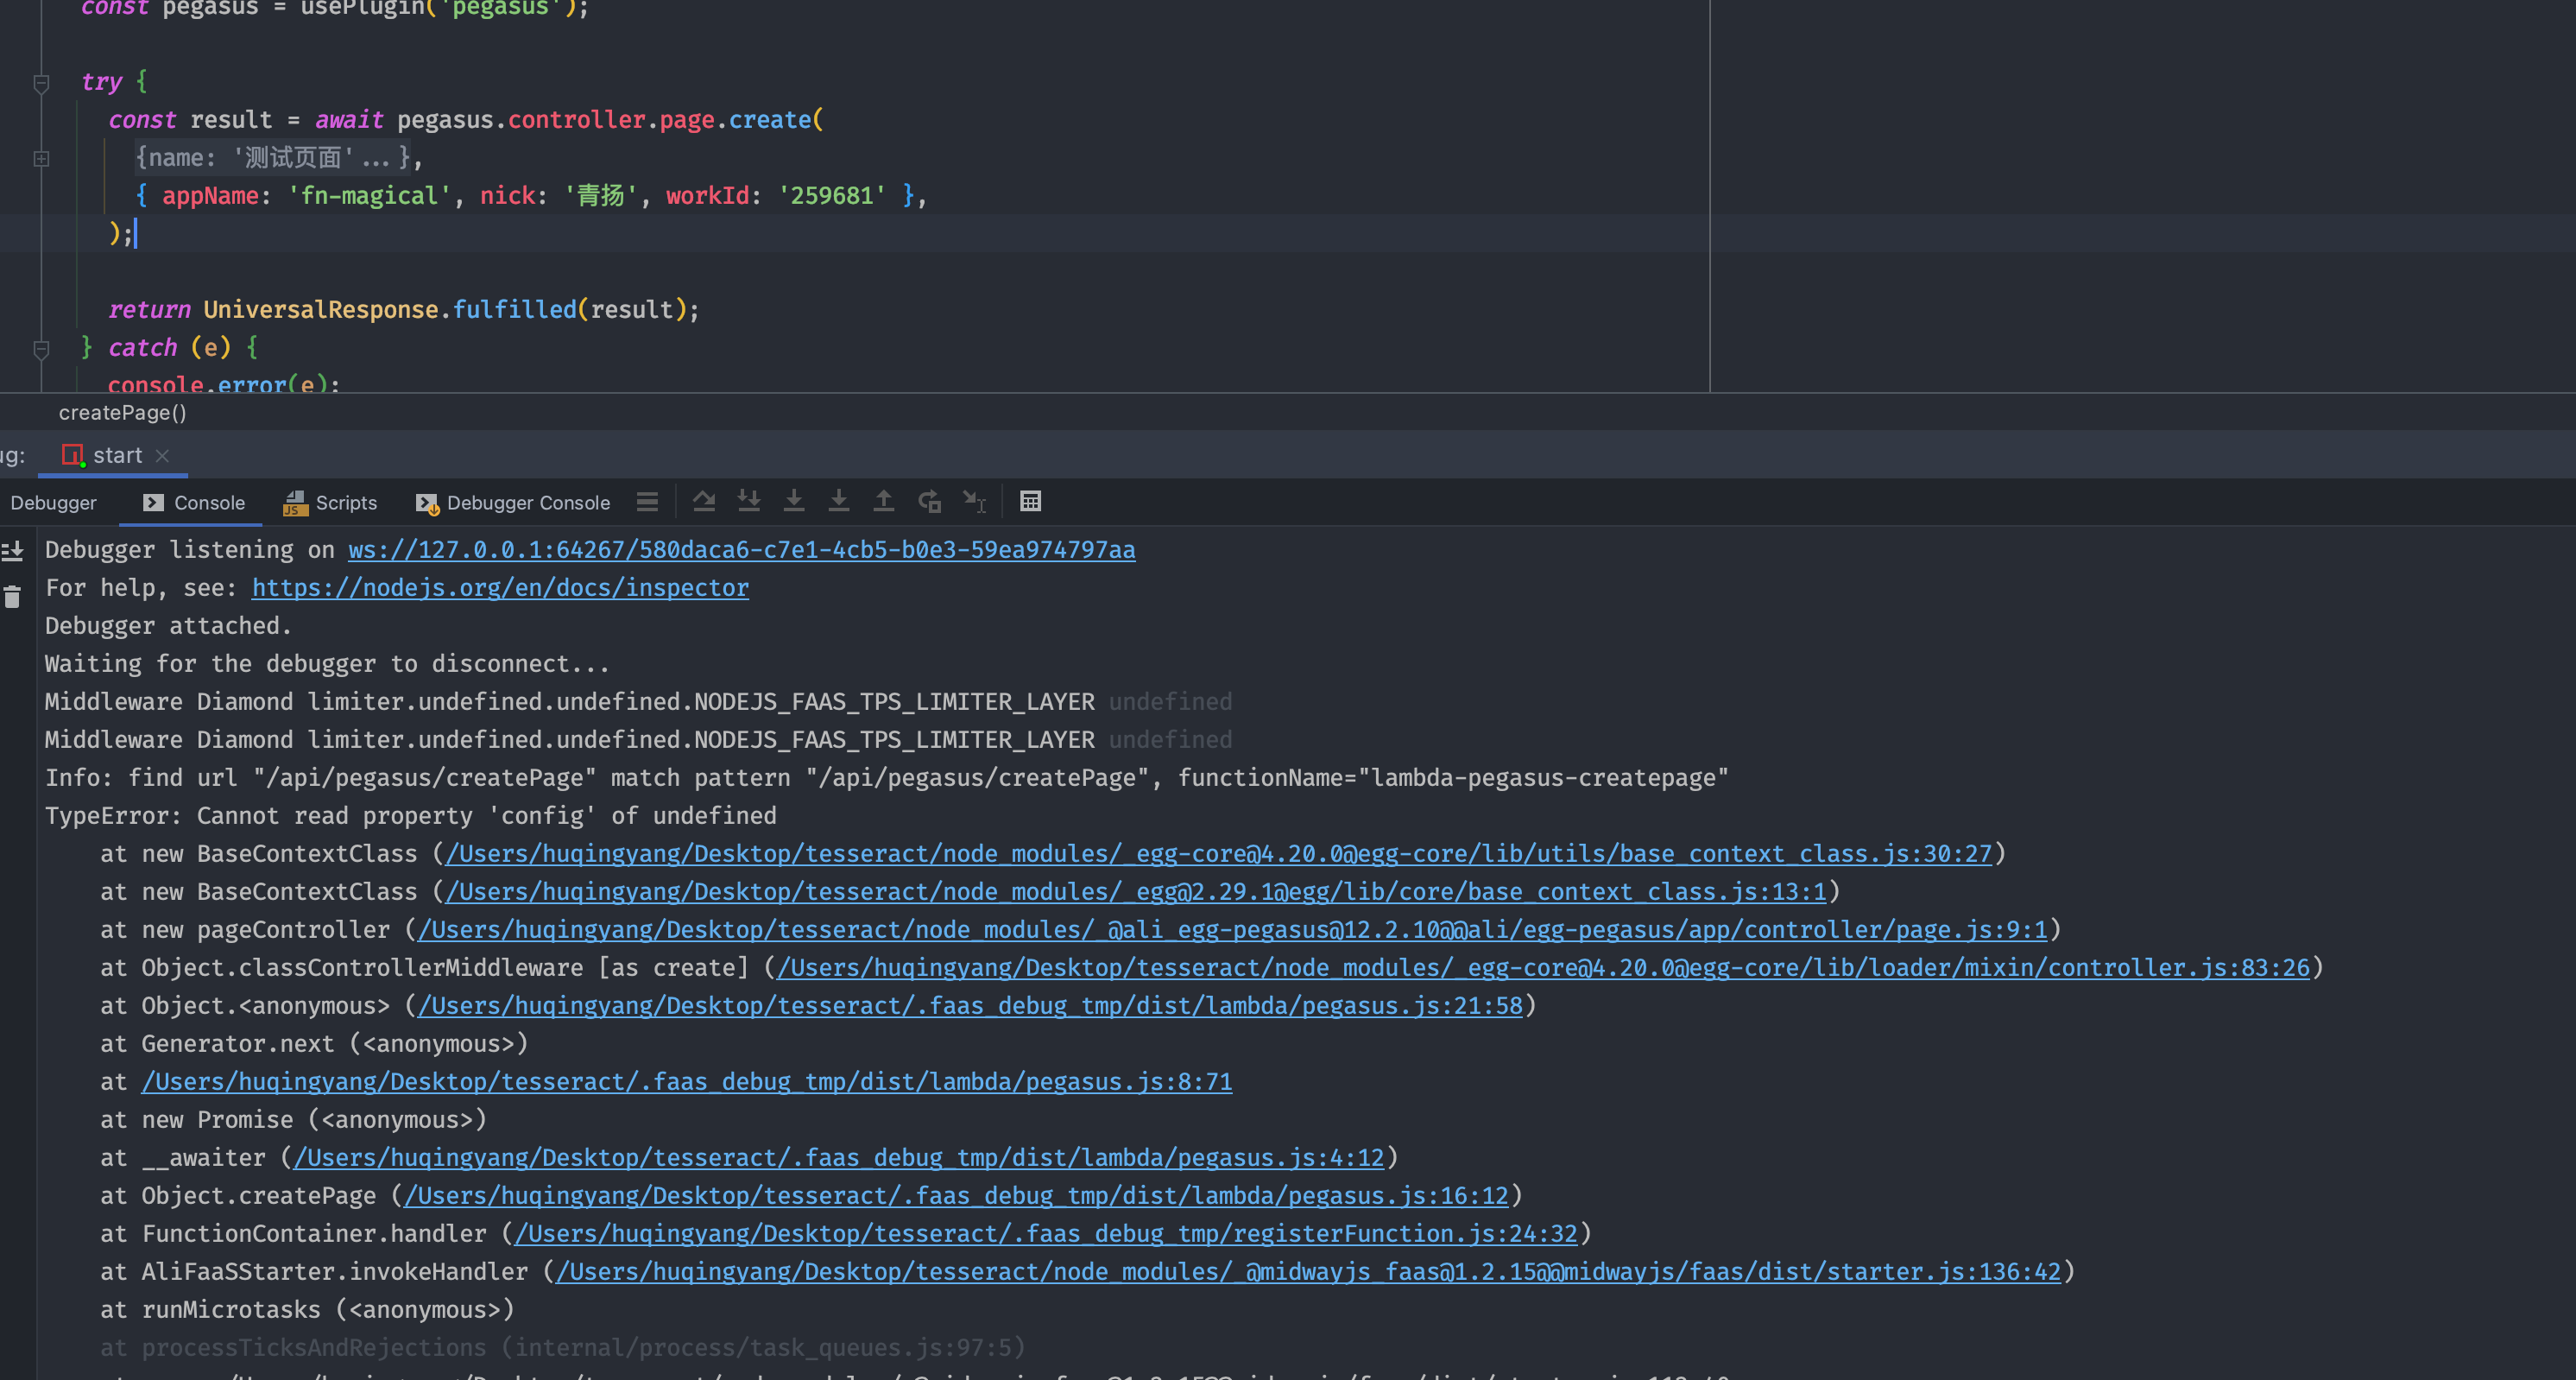 const pegasus = usePlugin('pegasus');
try {
const result = await pegasus.controller.page.create(
{name: '测试页面'...},
{ appName: 'fn-magical', nick: '青扬', workId: '259681' },
);
return UniversalResponse.fulfilled(result);
} catch (e) {
console.error(e);
createPage()
ug: start
Debugger Console Scripts Debugger Console
Debugger listening on ws://127.0.0.1:64267/580daca6-c7e1-4cb5-b0e3-59ea974797aa
For help, see: https://nodejs.org/en/docs/inspector
Debugger attached.
Waiting for the debugger to disconnect...
Middleware Diamond limiter.undefined.undefined.NODEJS_FAAS_TPS_LIMITER_LAYER undefined
Middleware Diamond limiter.undefined.undefined.NODEJS_FAAS_TPS_LIMITER_LAYER undefined
Info: find url "/api/pegasus/createPage" match pattern "/api/pegasus/createPage", functionName="lambda-pegasus-createpage"
TypeError: Cannot read property 'config' of undefined
at new BaseContextClass (/Users/huqingyang/Desktop/tesseract/node_modules/_egg-core@4.20.0@egg-core/lib/utils/base_context_class.js:30:27)
at new BaseContextClass (/Users/huqingyang/Desktop/tesseract/node_modules/_egg@2.29.1@egg/lib/core/base_context_class.js:13:1)
at new pageController (/Users/huqingyang/Desktop/tesseract/node_modules/_@ali_egg-pegasus@12.2.10@@ali/egg-pegasus/app/controller/page.js:9:1)
at Object.classControllerMiddleware [as create] (/Users/huqingyang/Desktop/tesseract/node_modules/_egg-core@4.20.0@egg-core/lib/loader/mixin/controller.js:83:26)
at Object.<anonymous> (/Users/huqingyang/Desktop/tesseract/.faas_debug_tmp/dist/lambda/pegasus.js:21:58)
at Generator.next (<anonymous>)
at /Users/huqingyang/Desktop/tesseract/.faas_debug_tmp/dist/lambda/pegasus.js:8:71
at new Promise (<anonymous>)
at __awaiter (/Users/huqingyang/Desktop/tesseract/.faas_debug_tmp/dist/lambda/pegasus.js:4:12)
at Object.createPage (/Users/huqingyang/Desktop/tesseract/.faas_debug_tmp/dist/lambda/pegasus.js:16:12)
at FunctionContainer.handler (/Users/huqingyang/Desktop/tesseract/.faas_debug_tmp/registerFunction.js:24:32)
at AliFaaSStarter.invokeHandler (/Users/huqingyang/Desktop/tesseract/node_modules/_@midwayjs_faas@1.2.15@@midwayjs/faas/dist/starter.js:136:42)
at runMicrotasks (<anonymous>)
at processTicksAndRejections (internal/process/task_queues.js:97:5)